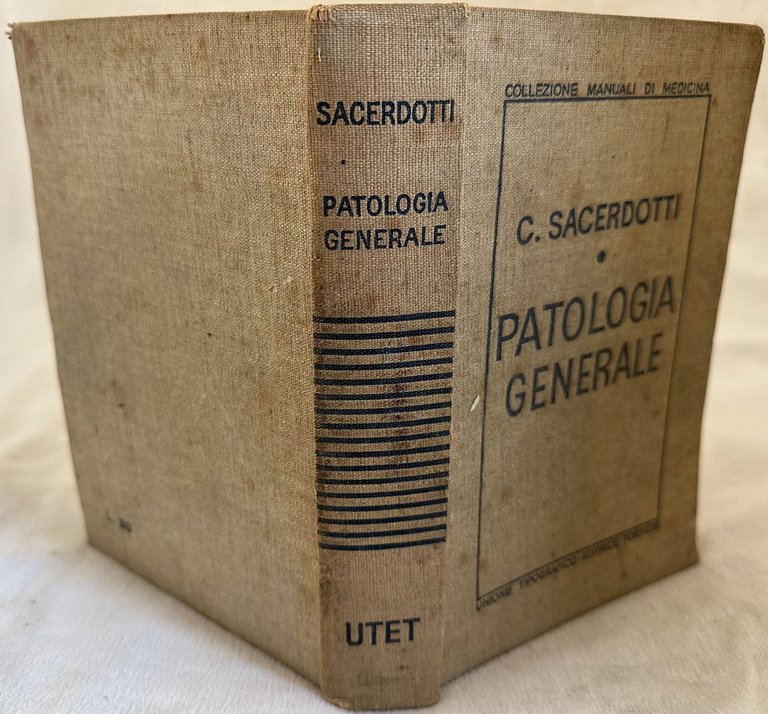 SACERDOTTI
PATOLOGIA
GENERALE
UTET
COLLEZIONE MANUALI DI MEDICINA
C. SACERDOTTI
PATOLOGIA
GENERALE
UNIONE TIPOGRAFICO-EDITRICE TORINESE